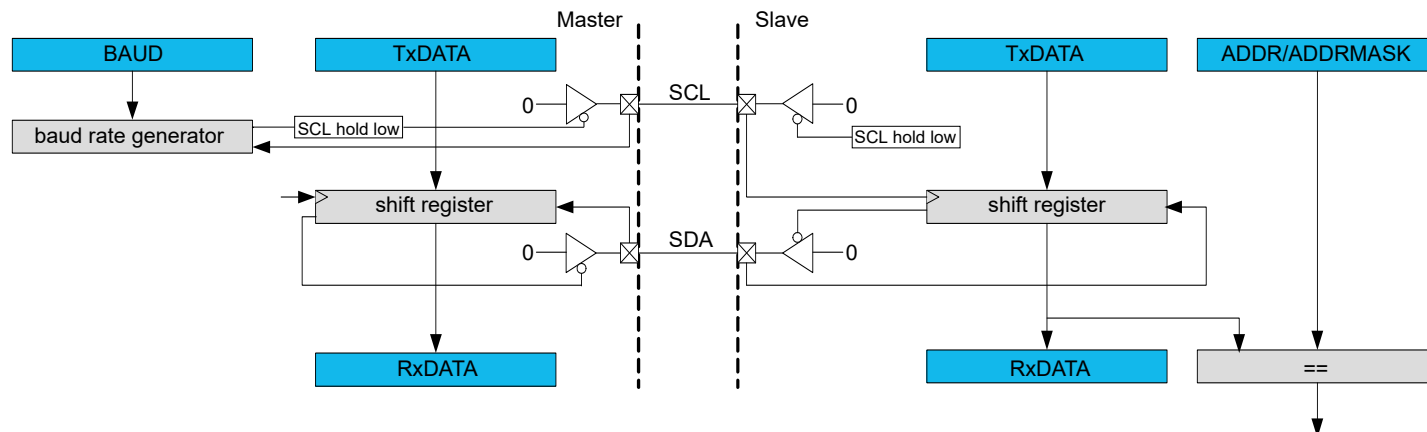 Master
Slave
BAUD
TxDATA
TxDATA
ADDR/ADDRMASK
SCL
0
0
baud rate generator
SCL hold low
SCL hold low
shift register
shift register
SDA
0
0
RxDATA
RxDATA
==